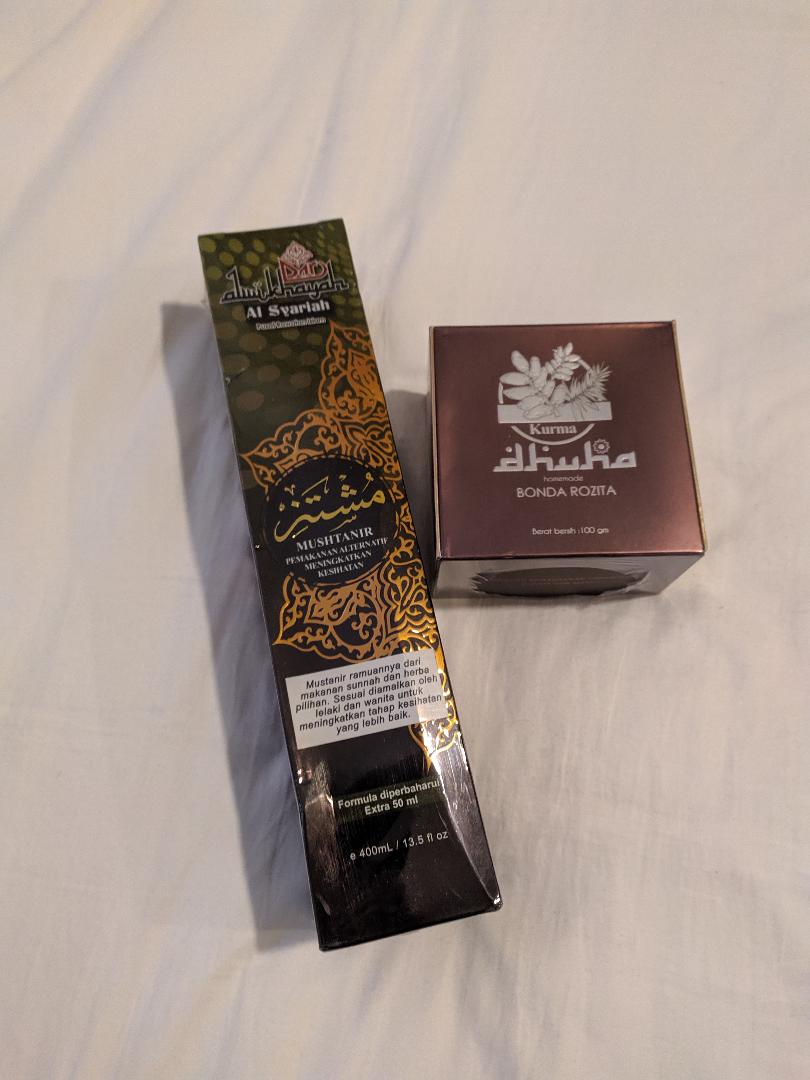 Darulkhayah
Al Syariah
مُشْتَنِر
MUSHTANIR
PEMAKANAN ALTERNATIF
MENINGKATKAN
KESIHATAN
Mustanir ramuannya dari
makanan sunnah dan herba
pilihan. Sesuai diamalkan oleh
lelaki dan wanita untuk
meningkatkan tahap kesihatan
yang lebih baik.
Formula diperbaharui
Extra 50 ml
e 400mL / 13.5 fl oz
Kurma
dhuha
homemade
BONDA ROZITA
Berat bersih :100 gm